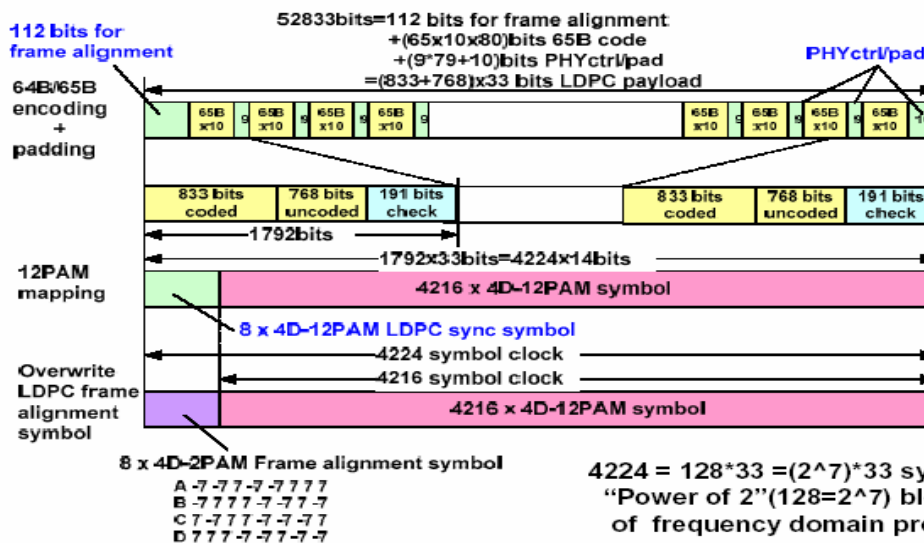 52833bits=112 bits for frame alignment
+(65x10x80)bits 65B code
+(9*79+10)bits PHYctrl/pad
=(833+768)x33 bits LDPC payload
112 bits for
frame alignment
PHYctrl/pad
64B/65B
encoding
+
padding
65B x10 9 65B x10 9 65B x10 9 65B x10 9
65B x10 9 65B x10 9 65B x10 9 65B x10
833 bits coded
768 bits uncoded
191 bits check
833 bits coded
768 bits uncoded
191 bits check
1792bits
1792x33bits=4224x14bits
12PAM
mapping
4216 x 4D-12PAM symbol
8 x 4D-12PAM LDPC sync symbol
4224 symbol clock
4216 symbol clock
Overwrite
LDPC frame
alignment
symbol
4216 x 4D-12PAM symbol
8 x 4D-2PAM Frame alignment symbol
A -7 -7 7 -7 -7 7 7 7
B -7 7 7 7 -7 -7 7 -7
C 7 -7 7 7 -7 -7 -7 7
D 7 7 7 -7 -7 7 -7 -7
4224 = 128*33 =(2^7)*33
"Power of 2"(128=2^7)
of frequency domain